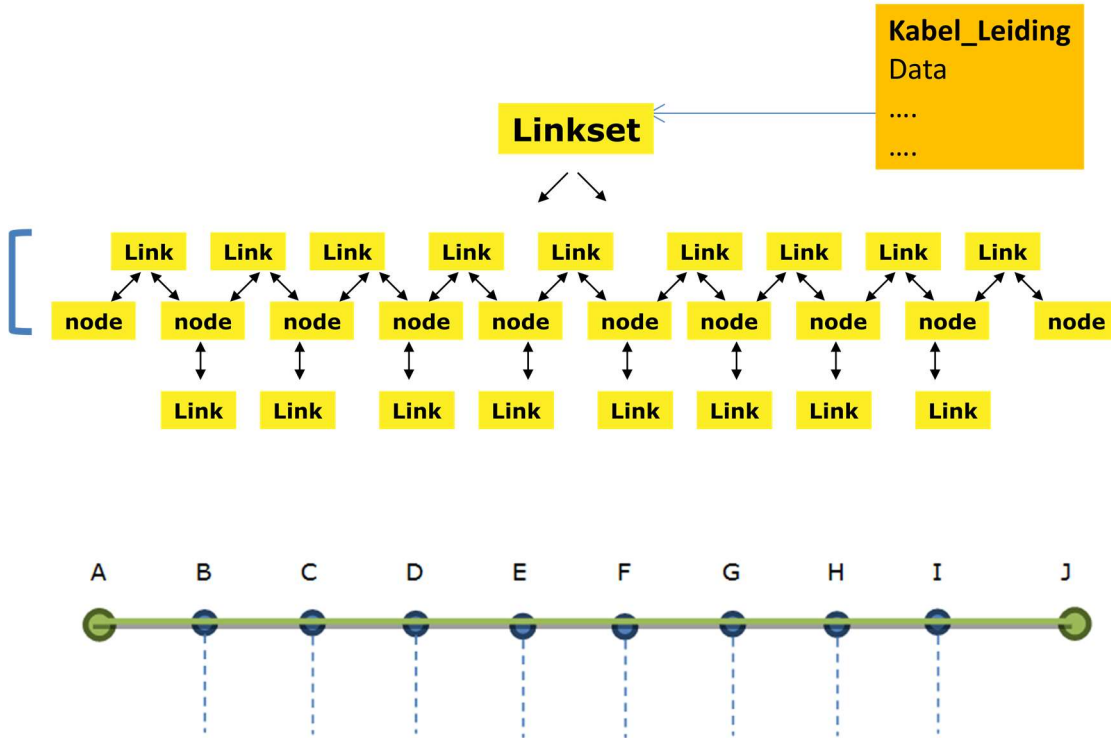 Kabel_Leiding
Data
....
....
Linkset
Link Link Link Link Link Link Link Link Link
node node node node node node node node node node
Link Link Link Link Link Link Link Link
A B C D E F G H I J